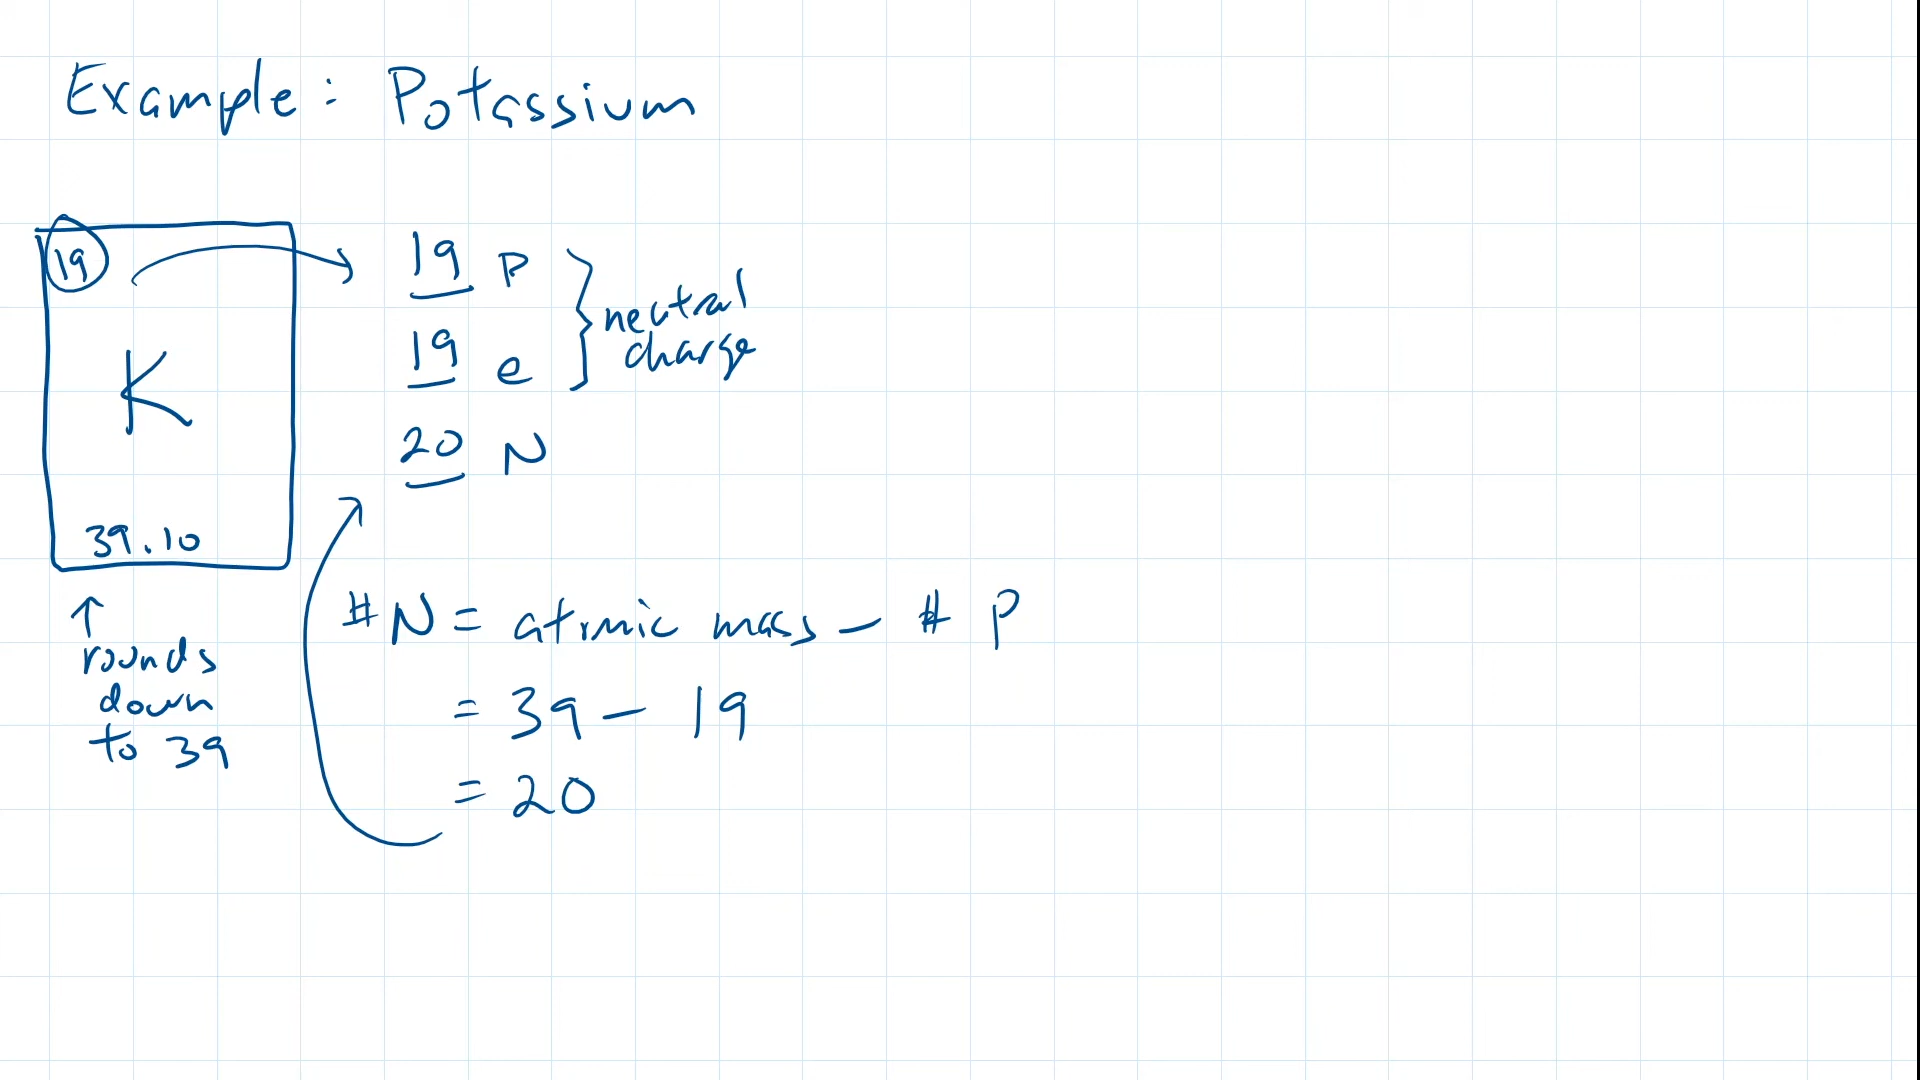 Example: Potassium
19
K
39.10
↑
rounds
down
to 39
19 P
19 e
20 N
neutral
charge
# N = atomic mass - # P
= 39 - 19
= 20